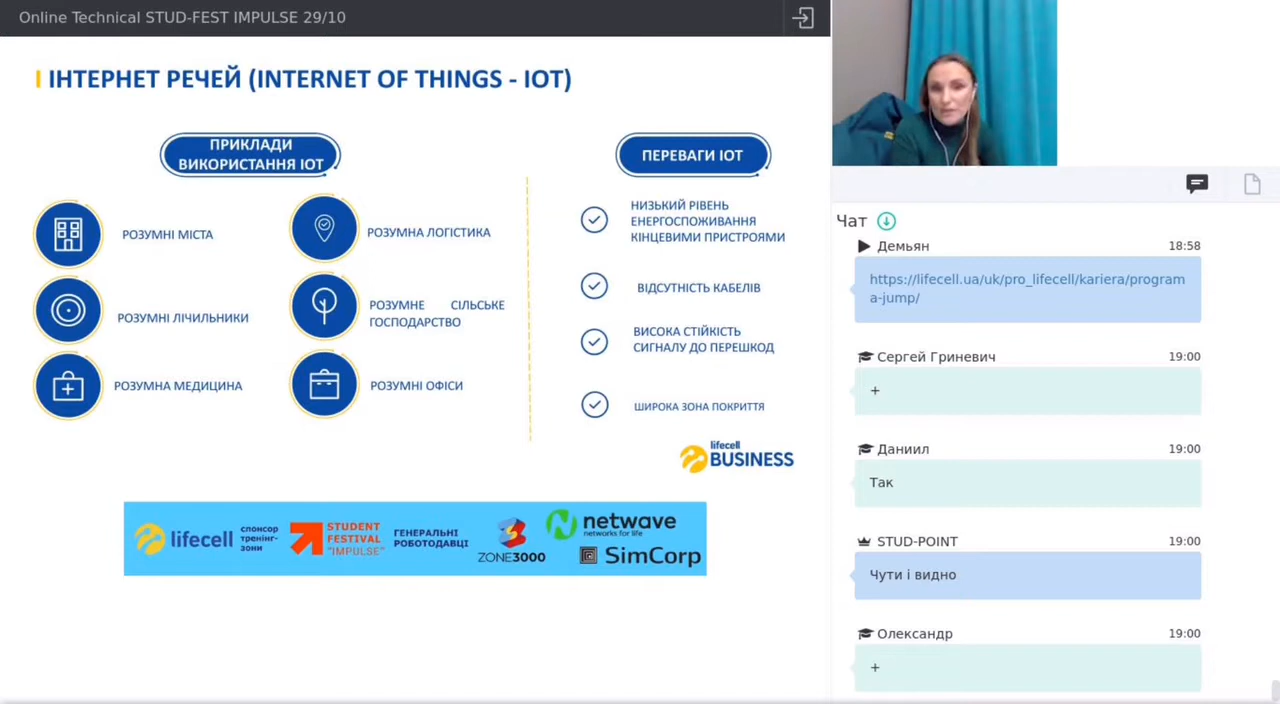 Online Technical STUD-FEST IMPULSE 29/10
ІНТЕРНЕТ РЕЧЕЙ (INTERNET OF THINGS - IOT)
ПРИКЛАДИ
ВИКОРИСТАННЯ ІОТ
РОЗУМНІ МІСТА
РОЗУМНА ЛОГІСТИКА
РОЗУМНІ ЛІЧИЛЬНИКИ
РОЗУМНЕ СІЛЬСЬКЕ
ГОСПОДАРСТВО
РОЗУМНА МЕДИЦИНА
РОЗУМНІ ОФІСИ
ПЕРЕВАГИ ІОТ
НИЗЬКИЙ РІВЕНЬ
ЕНЕРГОСПОЖИВАННЯ
КІНЦЕВИМИ ПРИСТРОЯМИ
ВІДСУТНІСТЬ КАБЕЛІВ
ВИСОКА СТІЙКІСТЬ
СИГНАЛУ ДО ПЕРЕШКОД
ШИРОКА ЗОНА ПОКРИТТЯ
lifecell
BUSINESS
lifecell
спонсор
тренінг-
зони
STUDENT
FESTIVAL
"IMPULSE"
ГЕНЕРАЛЬНІ
РОБОТОДАВЦІ
ZONE3000
netwave
networks for life
SimCorp
Чат
Демьян 18:58
https://lifecell.ua/uk/pro_lifecell/kariera/program
a-jump/
Сергей Гриневич 19:00
+
Даниил 19:00
Так
STUD-POINT 19:00
Чути і видно
Олександр 19:00
+